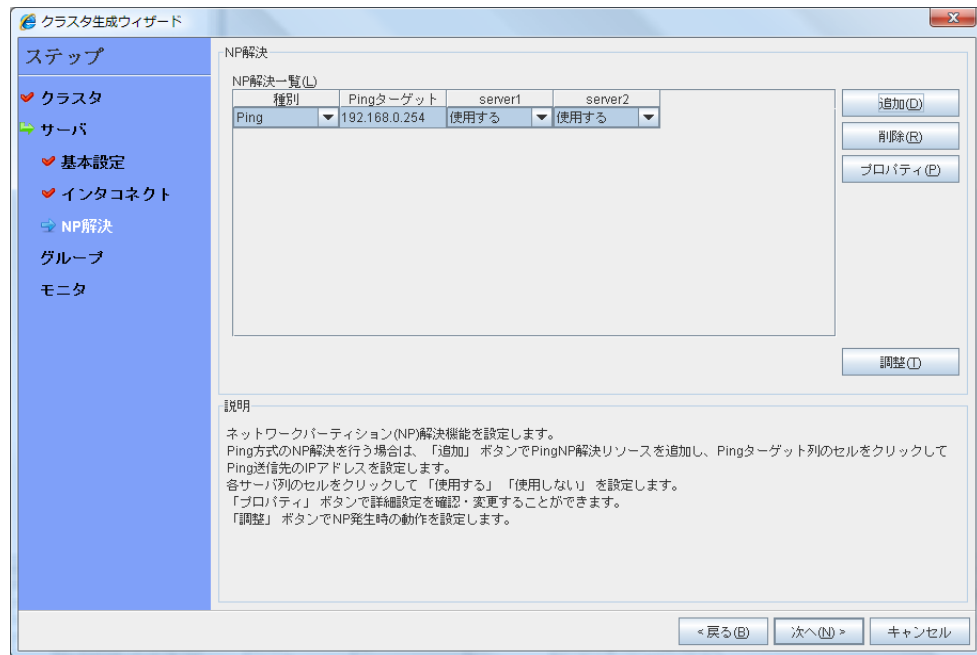 クラスタ生成ウィザード
ステップ
クラスタ
サーバ
基本設定
インタコネクト
NP解決
グループ
モニタ
NP解決
NP解決一覧(L)
種別 Pingターゲット server1 server2
Ping 192.168.0.254 使用する 使用する
追加(D)
削除(R)
プロパティ(P)
調整(T)
説明
ネットワークパーティション(NP)解決機能を設定します。
Ping方式のNP解決を行う場合は、「追加」 ボタンでPingNP解決リソースを追加し、Pingターゲット列のセルをクリックして
Ping送信先のIPアドレスを設定します。
各サーバ列のセルをクリックして 「使用する」 「使用しない」 を設定します。
「プロパティ」 ボタンで詳細設定を確認・変更することができます。
「調整」 ボタンでNP発生時の動作を設定します。
<戻る(B)
次へ(N)>
キャンセル